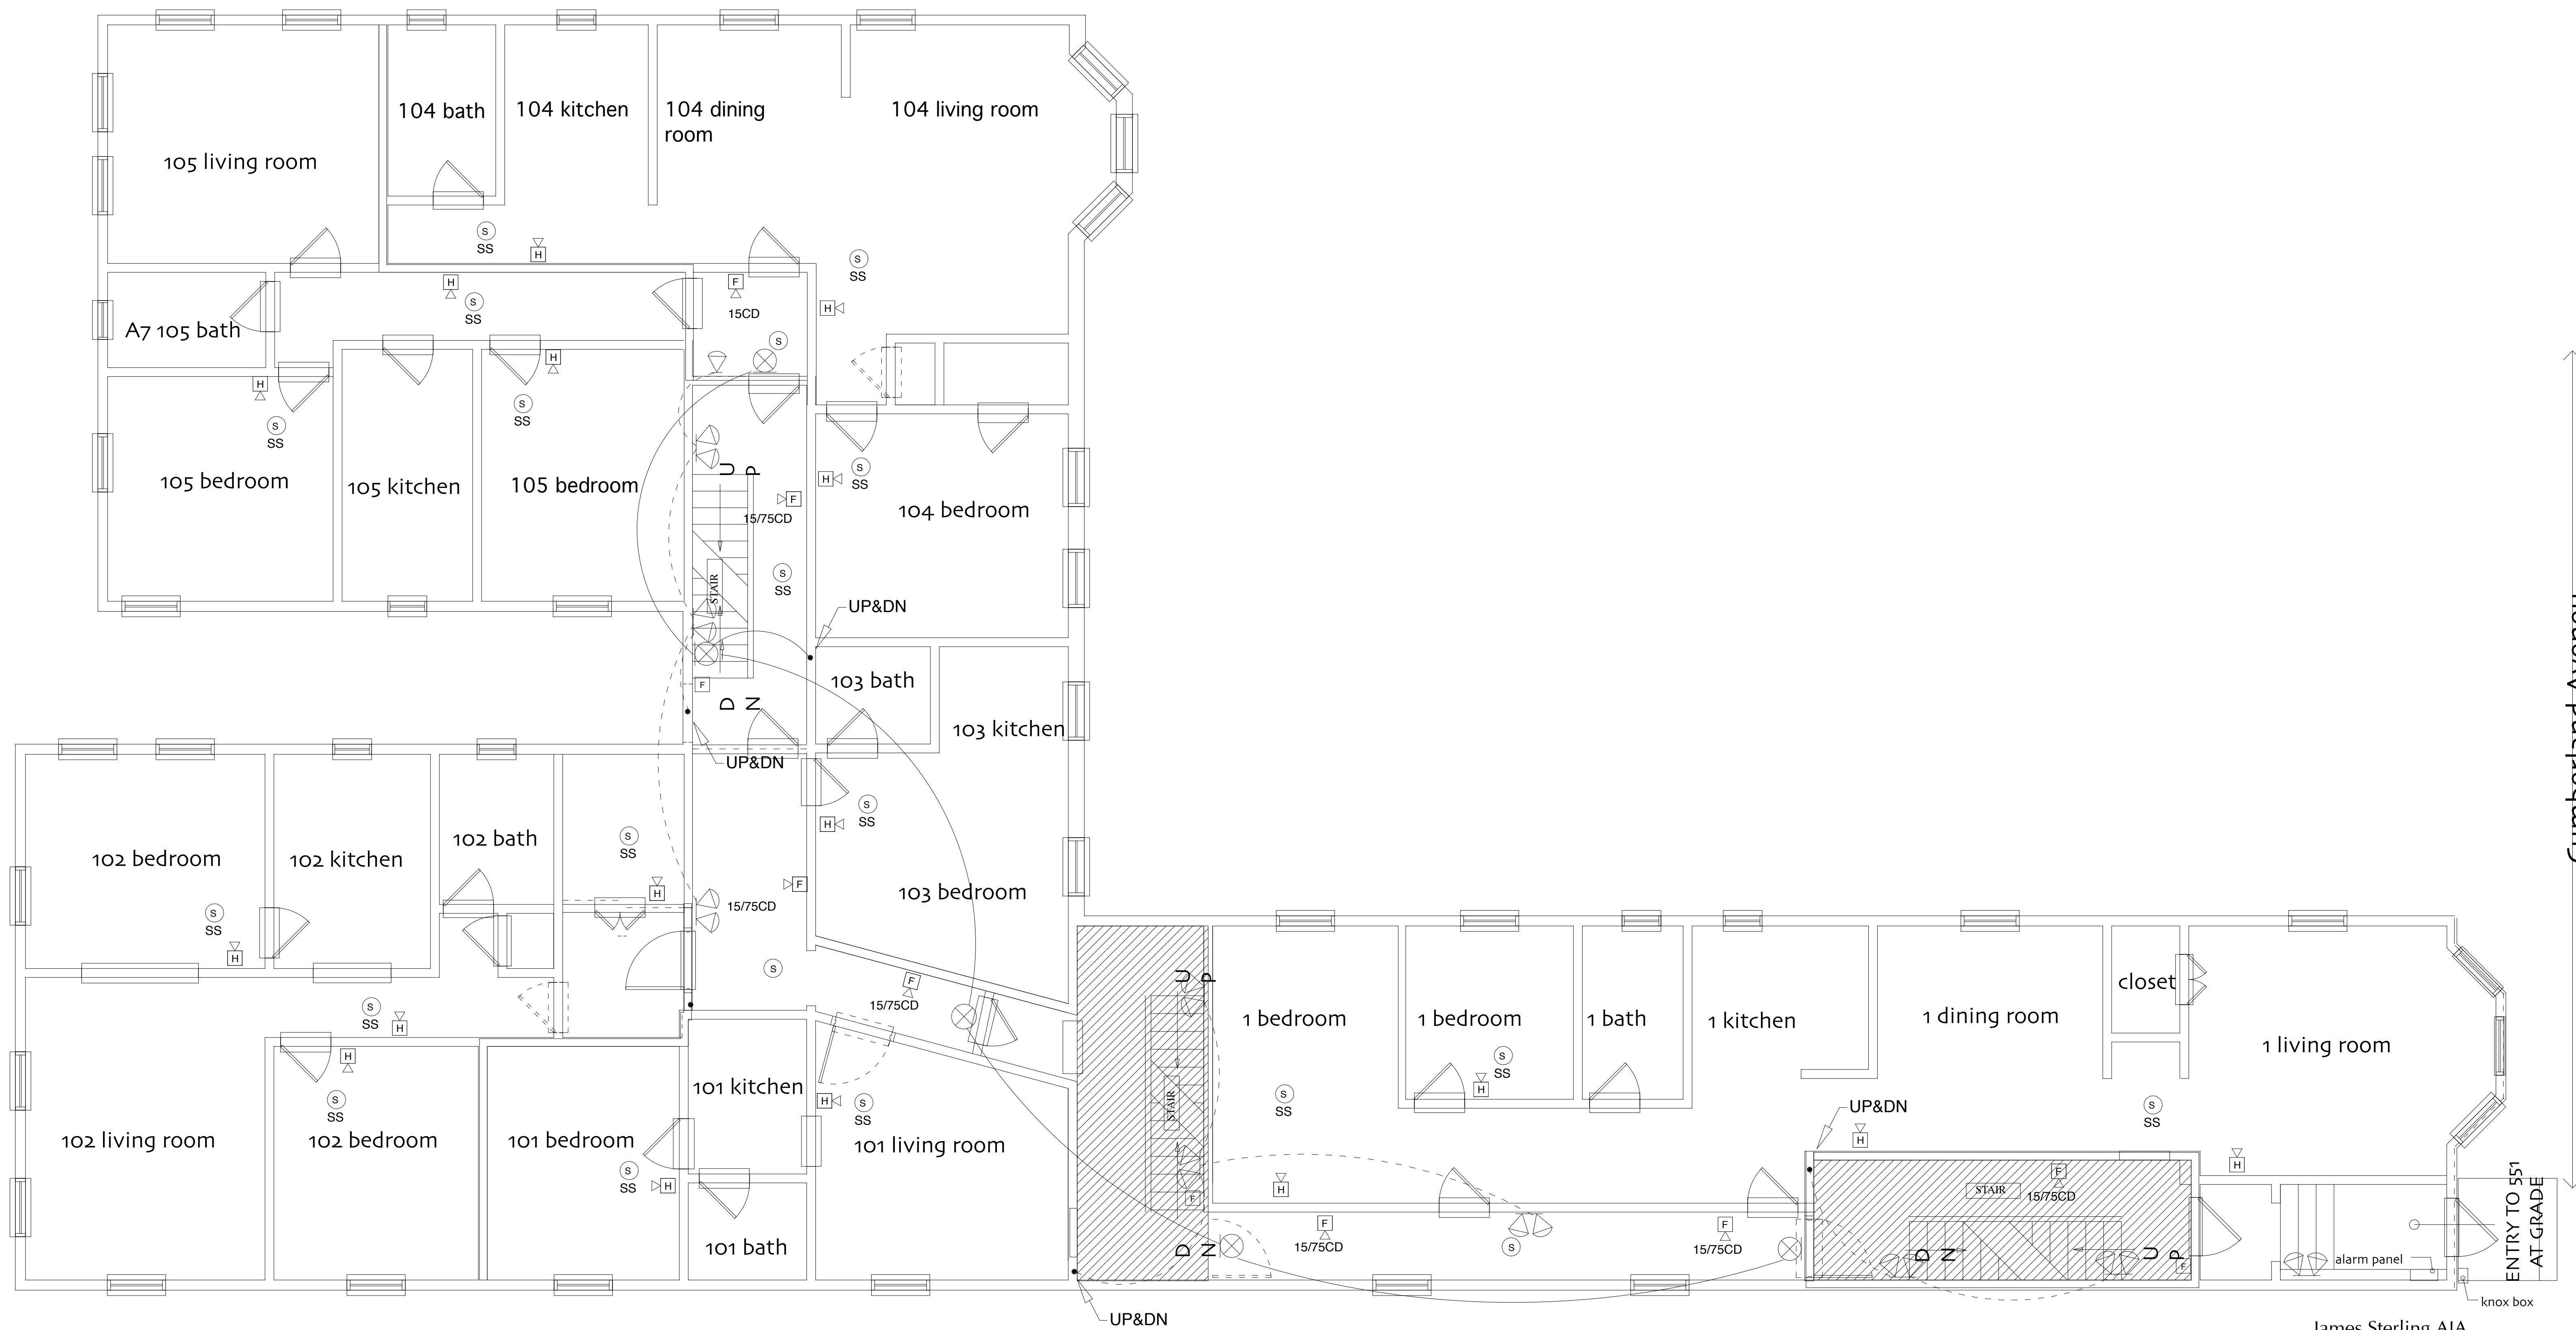 104 bath
104 kitchen
104 dining
room
104 living room
105 living room
S
SS
H
S
SS
H
S
SS
F
15CD
H
A7 105 bath
S
H
S
SS
H
S
SS
105 bedroom
105 kitchen
105 bedroom
UP
F
15/75CD
H
S
SS
104 bedroom
STAIR
S
SS
UP&DN
F
DN
UP&DN
103 bath
103 kitchen
S
SS
H
103 bedroom
102 bedroom
102 kitchen
102 bath
S
SS
H
S
SS
H
F
15/75CD
S
F
15/75CD
S
SS
H
H
S
SS
102 living room
102 bedroom
101 bedroom
S
SS
H
101 kitchen
H
S
SS
101 living room
101 bath
UP
STAIR
F
DN
UP&DN
1 bedroom
1 bedroom
1 bath
1 kitchen
1 dining room
closet
1 living room
S
SS
S
SS
H
H
UP&DN
H
S
SS
H
F
15/75CD
S
F
15/75CD
STAIR
F
15/75CD
DN
UP
F
alarm panel
knox box
ENTRY TO 551
AT GRADE
Cumberland Avenue
James Sterling AIA